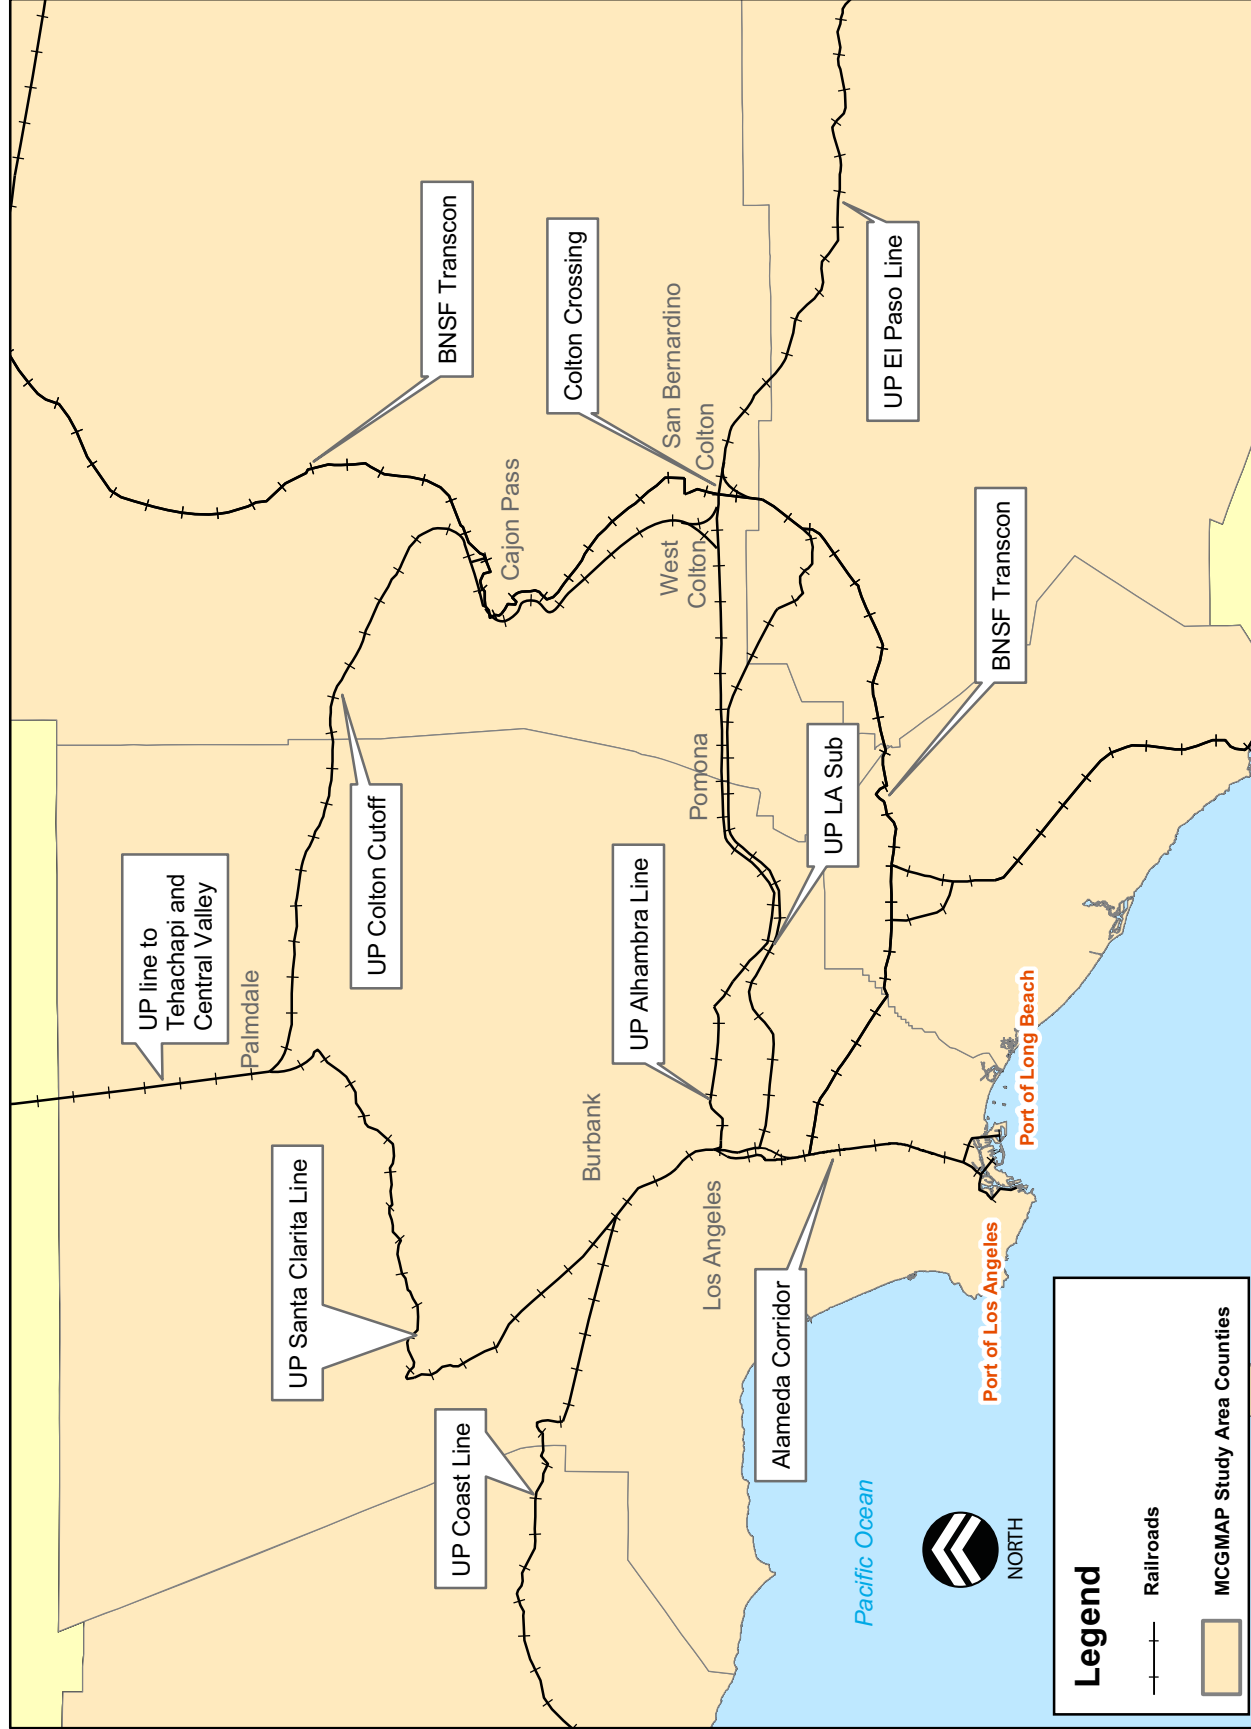 UP line to
Tehachapi and
Central Valley
Palmdale
BNSF Transcon
UP Colton Cutoff
UP Santa Clarita Line
Cajon Pass
Colton Crossing
UP Coast Line
Burbank
UP Alhambra Line
San Bernardino
Colton
West
Colton
Pomona
Los Angeles
UP LA Sub
UP El Paso Line
Alameda Corridor
BNSF Transcon
Port of Long Beach
Port of Los Angeles
Pacific Ocean
NORTH
Legend
Railroads
MCGMAP Study Area Counties